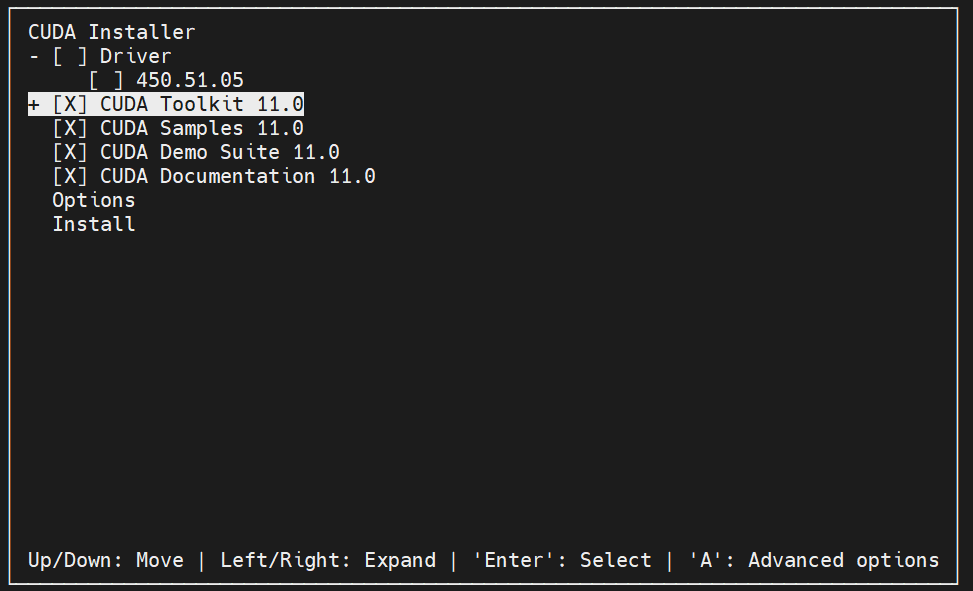 CUDA Installer
- [ ] Driver
[ ] 450.51.05
+ [X] CUDA Toolkit 11.0
[X] CUDA Samples 11.0
[X] CUDA Demo Suite 11.0
[X] CUDA Documentation 11.0
Options
Install
Up/Down: Move | Left/Right: Expand | 'Enter': Select | 'A': Advanced options